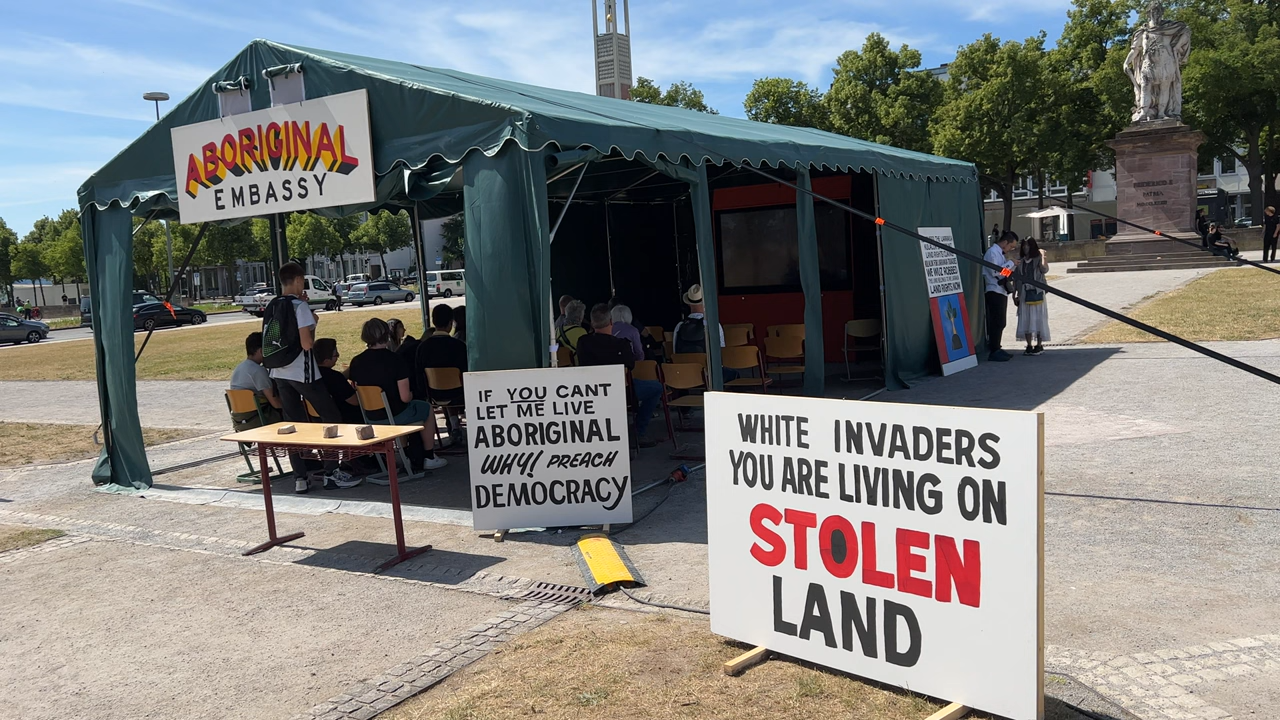 ABORIGINAL
EMBASSY
IF YOU CANT
LET ME LIVE
ABORIGINAL
WHY! PREACH
DEMOCRACY
WHITE INVADERS
YOU ARE LIVING ON
STOLEN
LAND
LAND RIGHTS NOW